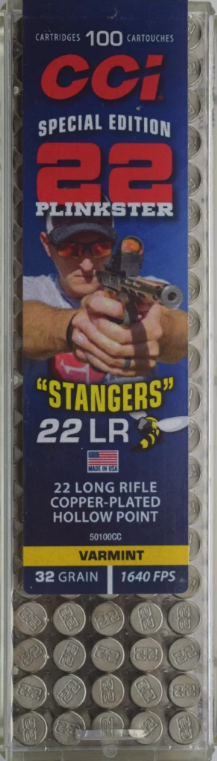 CARTRIDGES 100 CARTOUCHES
CCI
SPECIAL EDITION
22
PLINKSTER
"STANGERS"
22 LR
MADE IN USA
22 LONG RIFLE
COPPER-PLATED
HOLLOW POINT
50100CC
VARMINT
32 GRAIN 1640 FPS